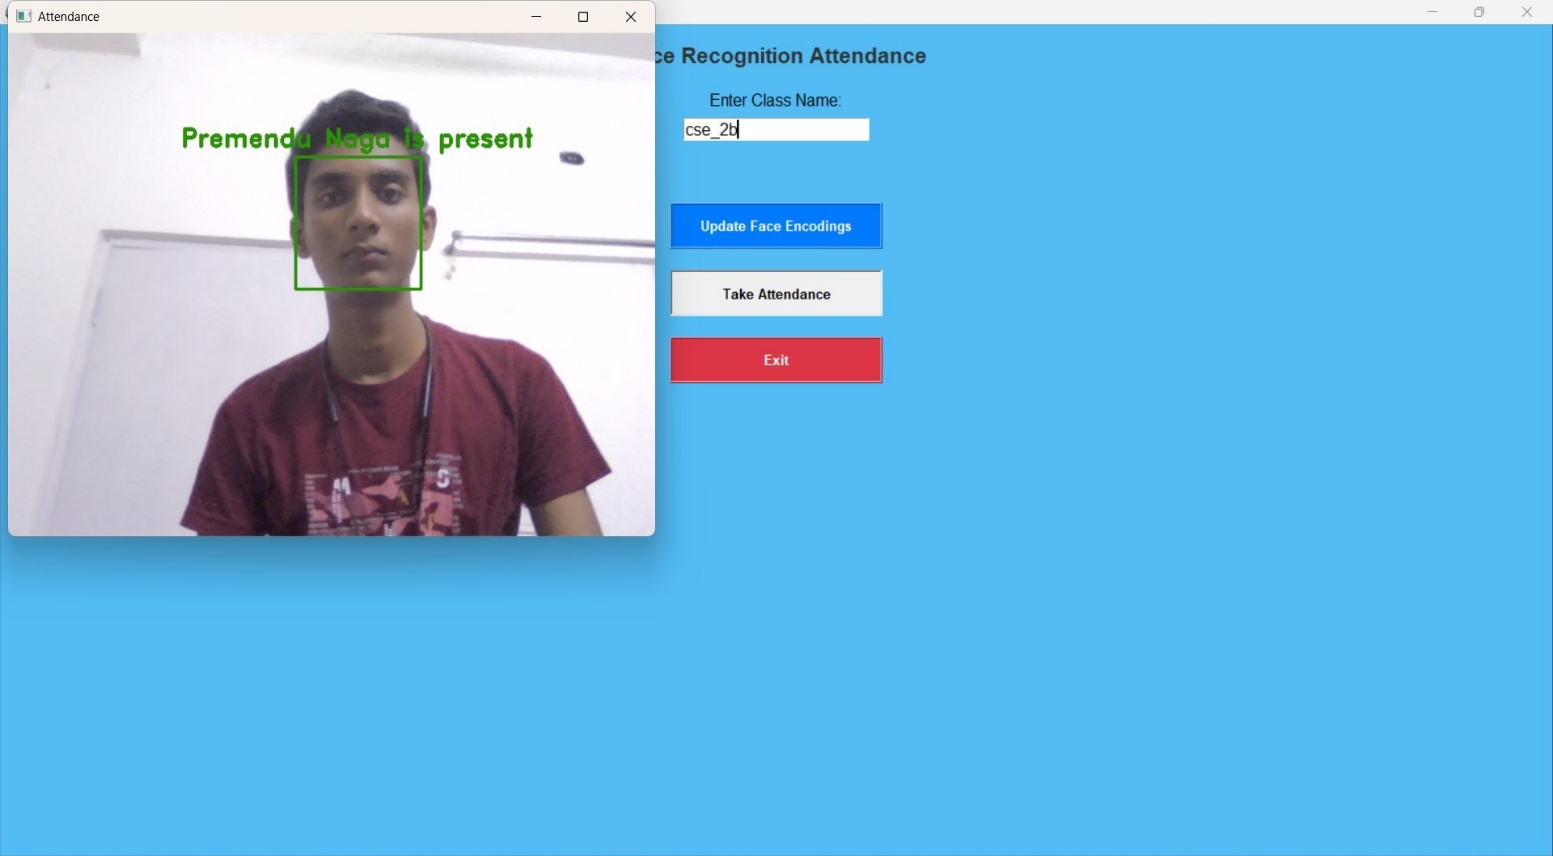 Attendance
Premendu Naga is present
ce Recognition Attendance
Enter Class Name:
cse_2b
Update Face Encodings
Take Attendance
Exit